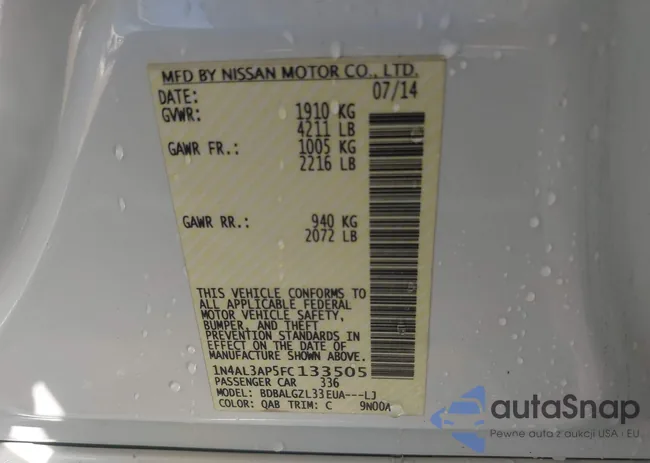 MFD BY NISSAN MOTOR CO., LTD.
DATE: 07/14
GVWR: 1910 KG
4211 LB
GAWR FR.: 1005 KG
2216 LB
GAWR RR.: 940 KG
2072 LB
THIS VEHICLE CONFORMS TO
ALL APPLICABLE FEDERAL
MOTOR VEHICLE SAFETY,
BUMPER, AND THEFT
PREVENTION STANDARDS IN
EFFECT ON THE DATE OF
MANUFACTURE SHOWN ABOVE.
1N4AL3AP5FC133505
PASSENGER CAR 336
MODEL: BDBALGZL33EUA---LJ
COLOR: QAB TRIM: C 9N00A
autaSnap
Pewne auta z aukcji USA i EU